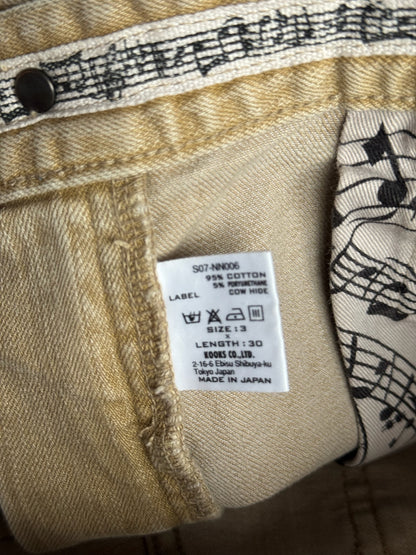 S07-NN006
95% COTTON
5% PORYURETHANE
LABEL COW HIDE
SIZE : 3
x
LENGTH : 30
KOOKS CO.,LTD.
2-16-6 Ebisu Shibuya-ku
Tokyo Japan
MADE IN JAPAN